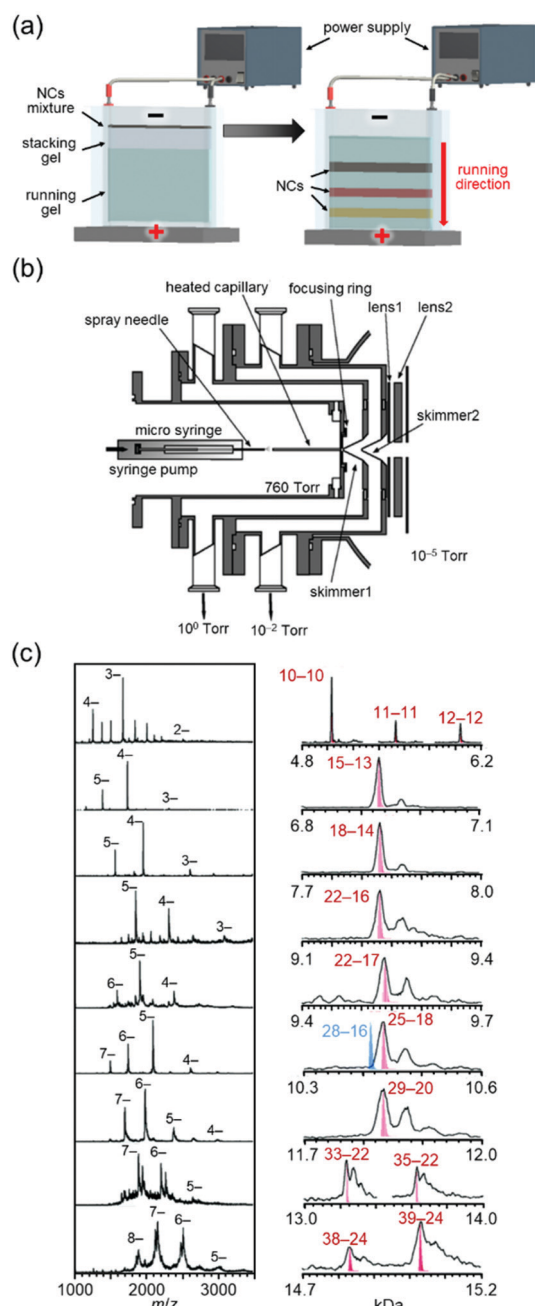 (a)
power supply
NCs
mixture
stacking
gel
running
gel
−
+
NCs
−
+
running
direction
(b)
heated capillary
focusing ring
lens1
lens2
spray needle
skimmer2
micro syringe
syringe pump
760 Torr
10⁻⁵ Torr
skimmer1
10⁰ Torr
10⁻² Torr
(c)
3–
4–
2–
10–10
11–11
12–12
4.8
6.2
4–
5–
3–
15–13
6.8
7.1
4–
5–
3–
18–14
7.7
8.0
5–
4–
3–
22–16
9.1
9.4
5–
6–
4–
22–17
9.4
9.7
5–
6–
7–
4–
28–16
25–18
10.3
10.6
6–
7–
5–
4–
29–20
11.7
12.0
7–
6–
5–
33–22
35–22
13.0
14.0
7–
8–
6–
5–
38–24
39–24
14.7
15.2
1000
2000
3000
m/z
kDa